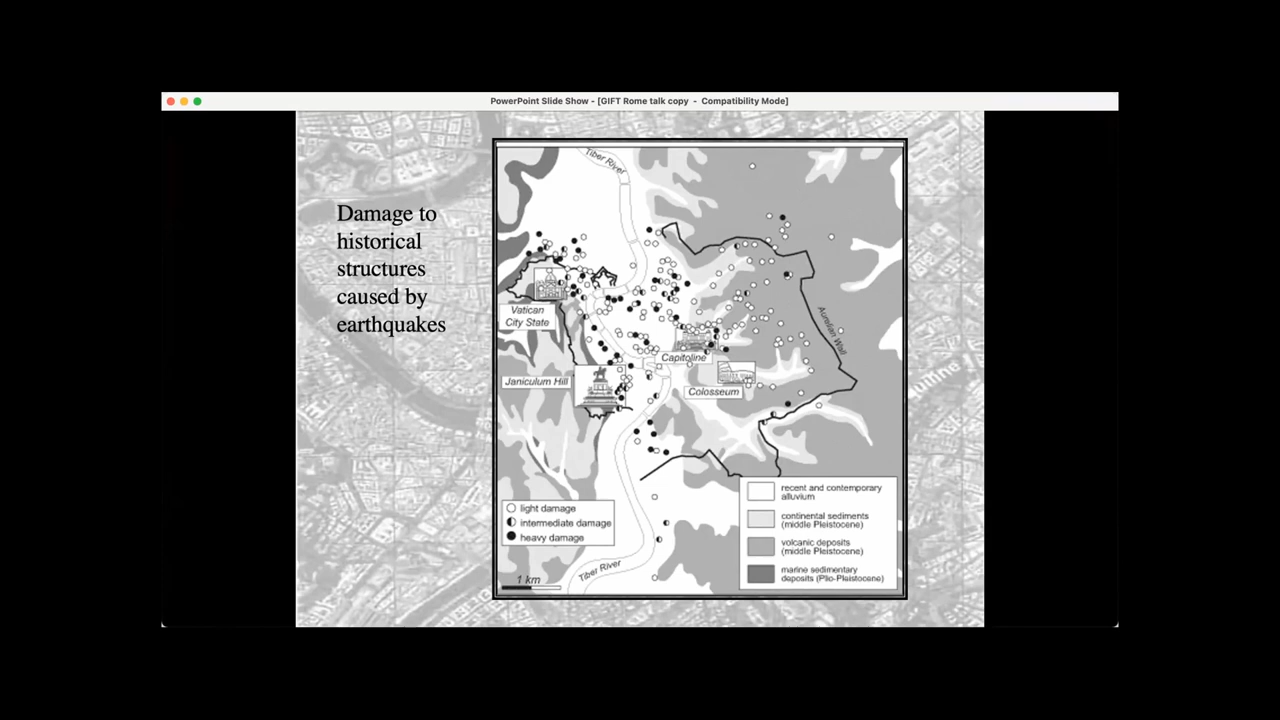 PowerPoint Slide Show - [GIFT Rome talk copy - Compatibility Mode]
Damage to
historical
structures
caused by
earthquakes
Tiber River
Vatican
City State
Aurelian Wall
Capitoline
Janiculum Hill
Colosseum
light damage
intermediate damage
heavy damage
1 km
Tiber River
recent and contemporary
alluvium
continental sediments
(middle Pleistocene)
volcanic deposits
(middle Pleistocene)
marine sedimentary
deposits (Plio-Pleistocene)